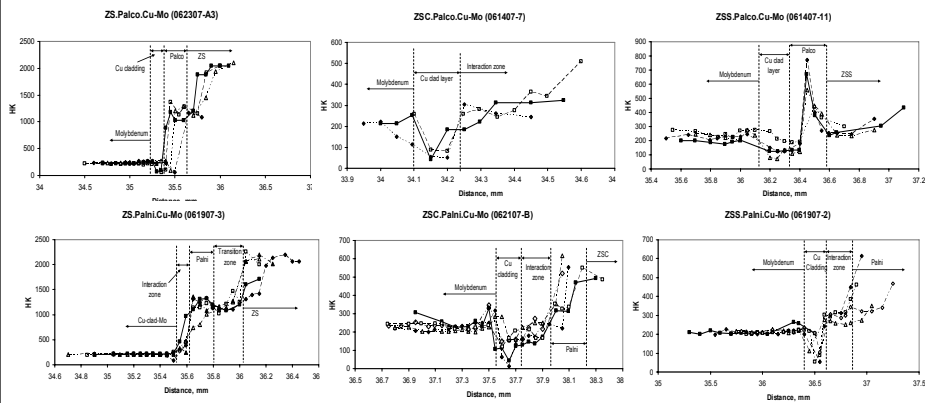 ZS.Palco.Cu-Mo (062307-A3)
2500
2000
1500
1000
500
0
HK
Cu cladding
Palco
ZS
Molybdenum
34
34.5
35
35.5
36
36.5
Distance, mm
ZSC.Palco.Cu-Mo (061407-7)
600
500
400
300
200
100
0
HK
Molybdenum
Cu clad layer
Interaction zone
33.9
34
34.1
34.2
34.3
34.4
34.5
34.6
34.7
Distance, mm
ZSS.Palco.Cu-Mo (061407-11)
900
800
700
600
500
400
300
200
100
0
HK
Molybdenum
Cu clad
layer
Palco
ZSS
35.4
35.6
35.8
36
36.2
36.4
36.6
36.8
37
37.2
Distance, mm
ZS.Palni.Cu-Mo (061907-3)
2500
2000
1500
1000
500
0
HK
Cu-clad-Mo
Interaction
zone
Palni
Transition
zone
ZS
34.6
34.8
35
35.2
35.4
35.6
35.8
36
36.2
36.4
Distance, mm
ZSC.Palni.Cu-Mo (062107-B)
700
600
500
400
300
200
100
0
HK
Molybdenum
Cu
cladding
Interaction
zone
ZSC
Palni
36.5
36.7
36.9
37.1
37.3
37.5
37.7
37.9
38.1
38.3
Distance, mm
ZSS.Palni.Cu-Mo (061907-2)
700
600
500
400
300
200
100
0
HK
Molybdenum
Cu
Cladding
Interaction
zone
Palni
35
35.5
36
36.5
37
37.5
Distance, mm